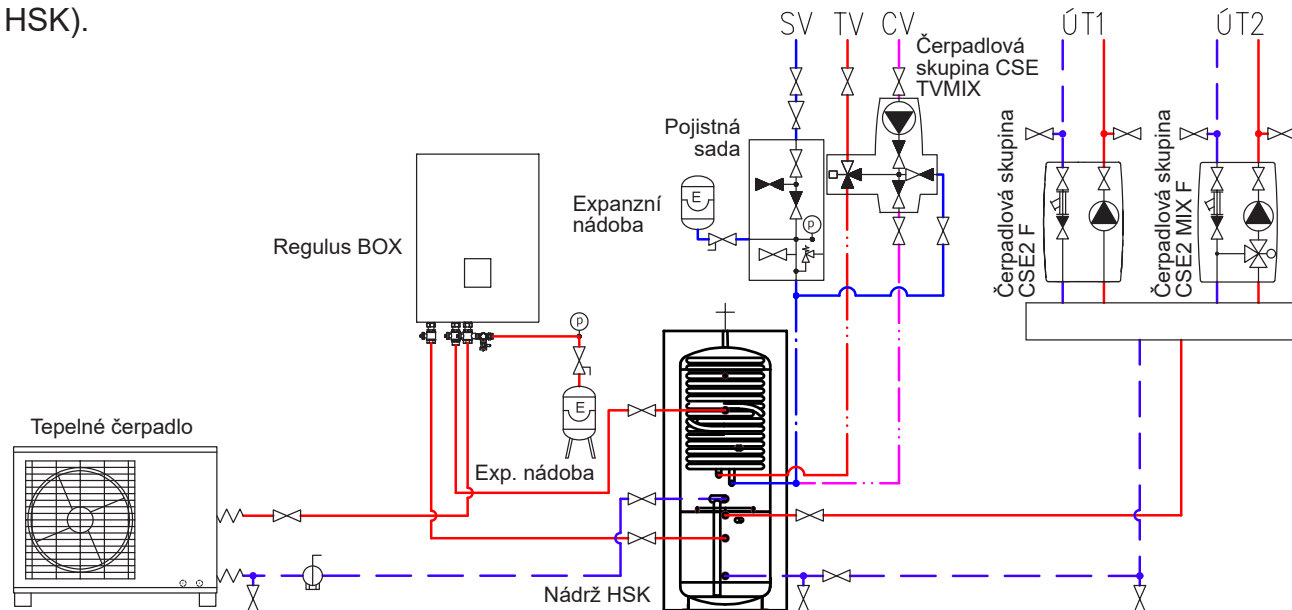 HSK).
SV
TV
CV
ÚT1
ÚT2
Čerpadlová
skupina CSE
TVMIX
Pojistná
sada
Čerpadlová skupina
CSE2 F
Čerpadlová skupina
CSE2 MIX F
E
Expanzní
nádoba
p
Regulus BOX
p
E
Tepelné čerpadlo
Exp. nádoba
Nádrž HSK